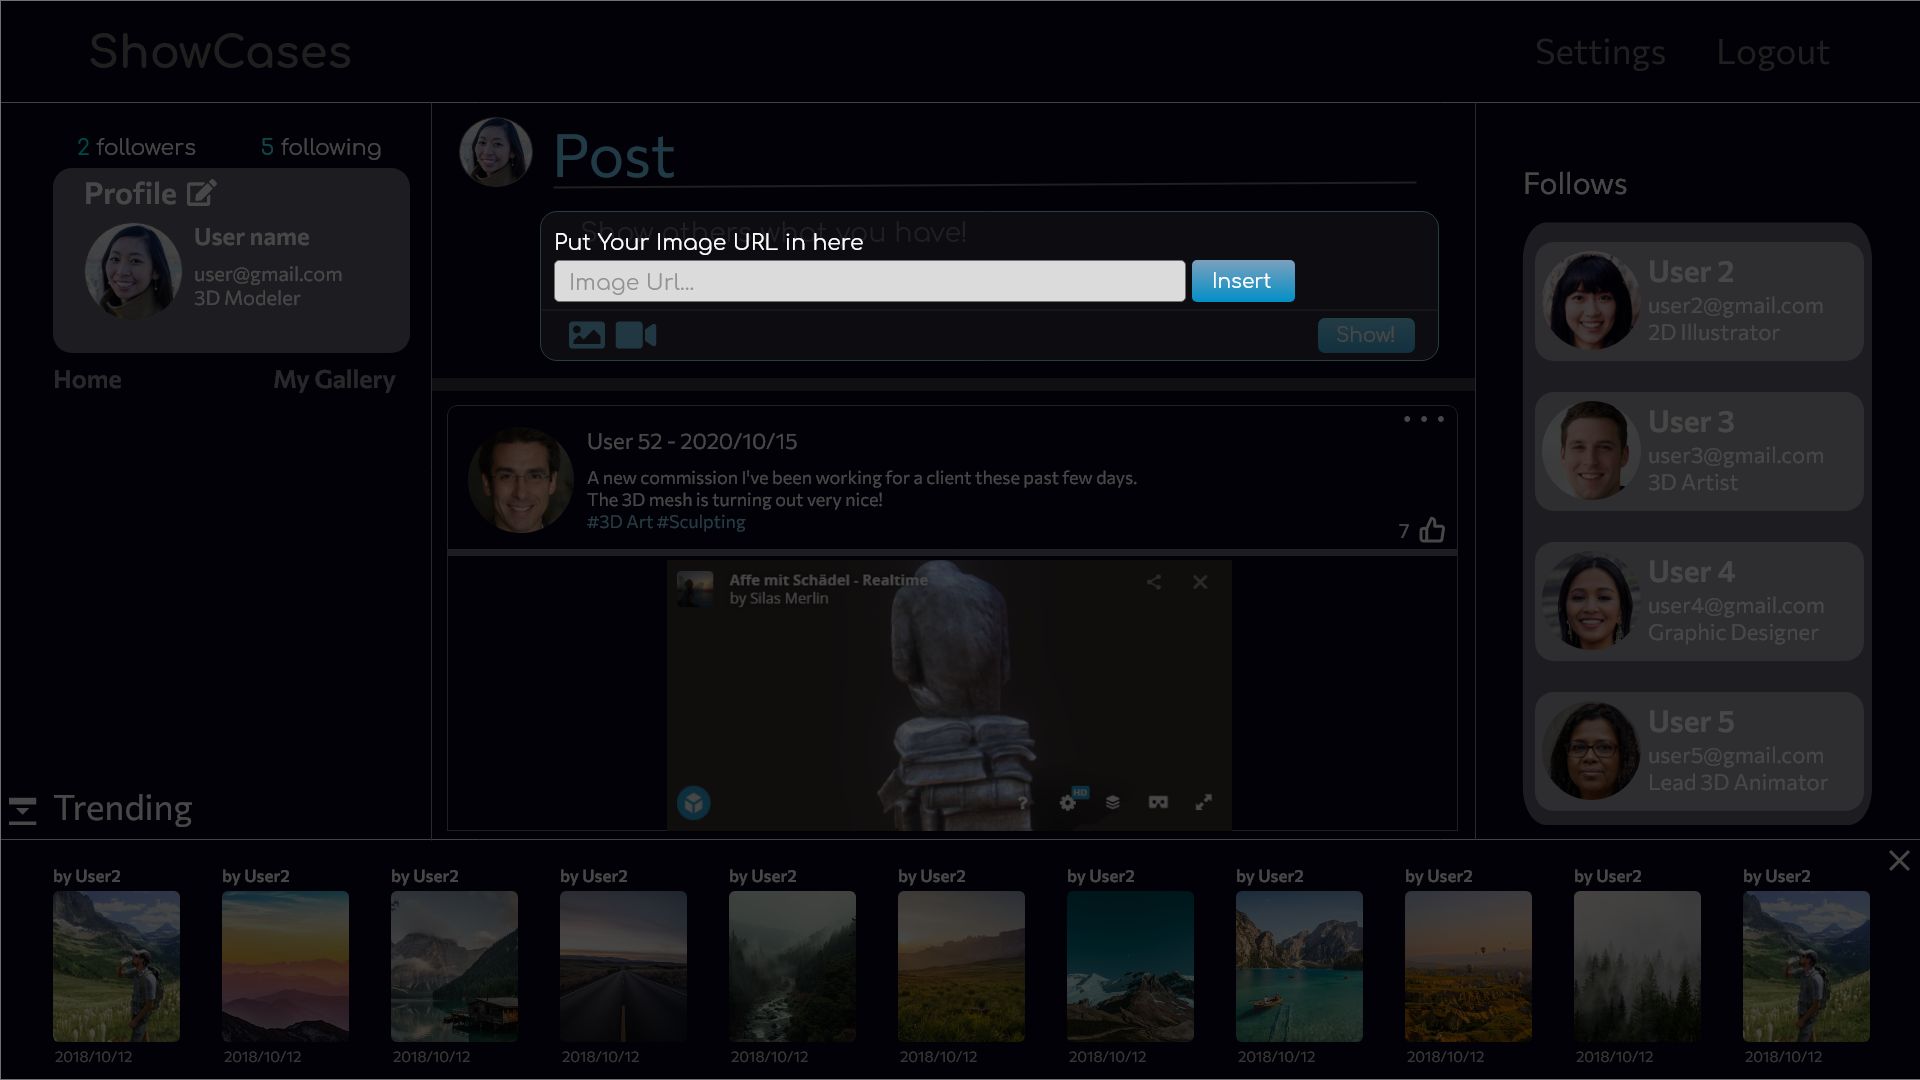 ShowCases
Settings
Logout
2 followers
5 following
Profile
User name
user@gmail.com
3D Modeler
Home
My Gallery
Post
Show others what you have!
Put Your Image URL in here
Image Url...
Insert
Show!
User 52 - 2020/10/15
A new commission I've been working for a client these past few days.
The 3D mesh is turning out very nice!
#3D Art #Sculpting
7
Affe mit Schädel - Realtime
by Silas Merlin
?
HD
Follows
User 2
user2@gmail.com
2D Illustrator
User 3
user3@gmail.com
3D Artist
User 4
user4@gmail.com
Graphic Designer
User 5
user5@gmail.com
Lead 3D Animator
Trending
by User2
by User2
by User2
by User2
by User2
by User2
by User2
by User2
by User2
by User2
by User2
2018/10/12
2018/10/12
2018/10/12
2018/10/12
2018/10/12
2018/10/12
2018/10/12
2018/10/12
2018/10/12
2018/10/12
2018/10/12